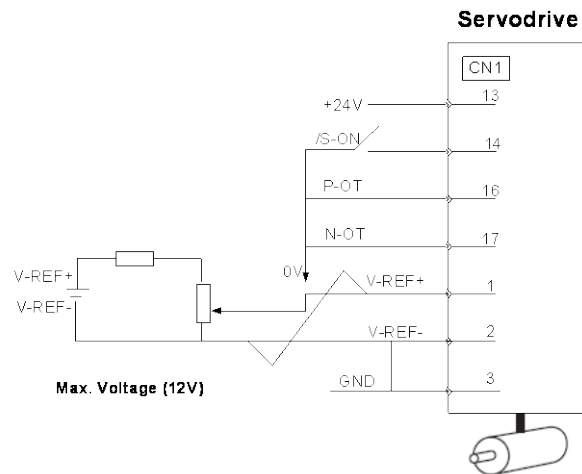 Servodrive
CN1
+24V 13
/S-ON 14
P-OT 16
N-OT 17
0V
V-REF+
V-REF+ 1
V-REF-
V-REF- 2
Max. Voltage (12V)
GND 3